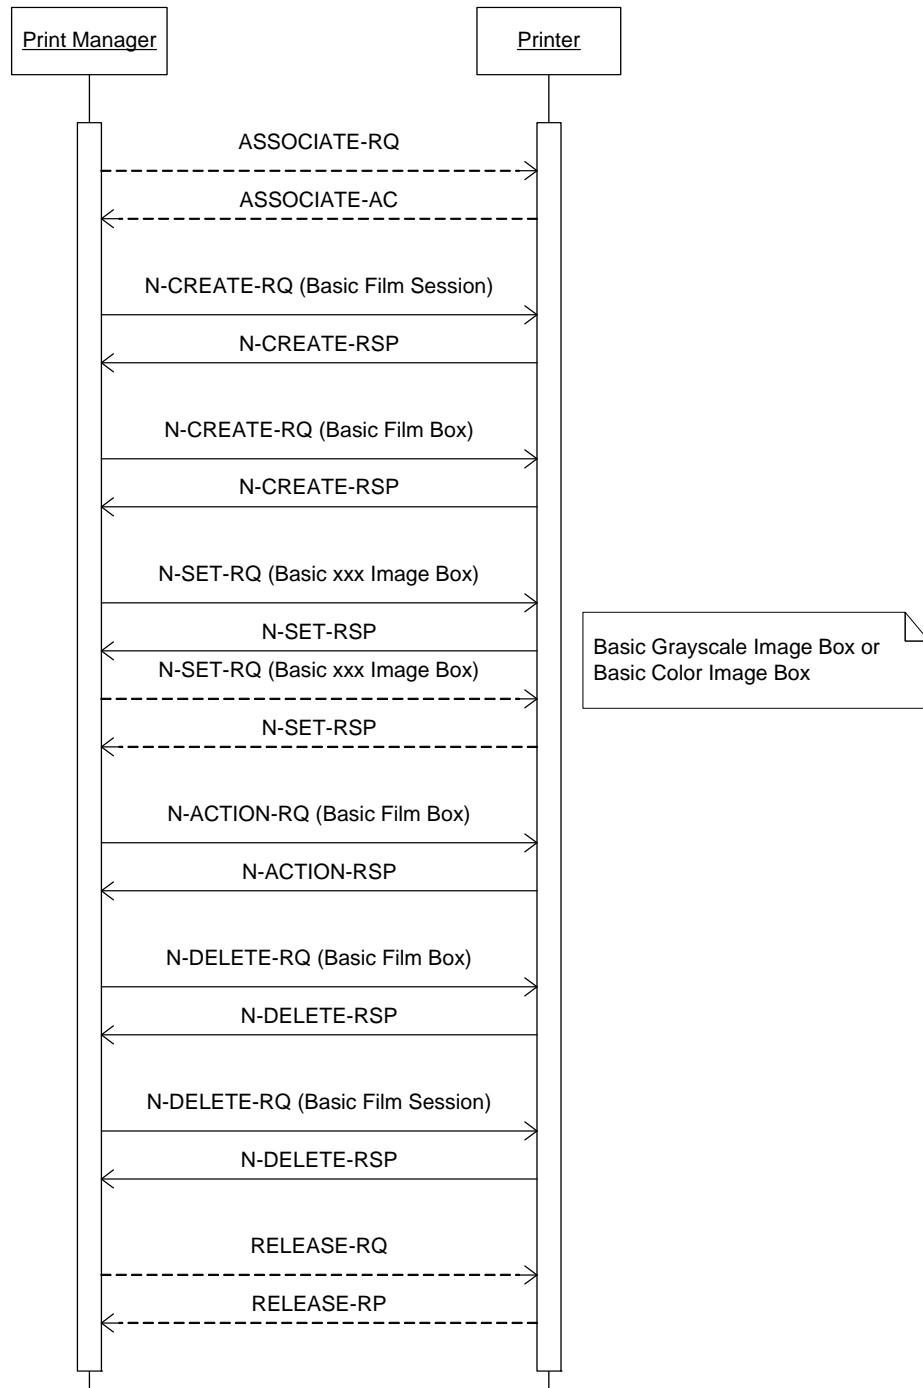 Print Manager
Printer
ASSOCIATE-RQ
ASSOCIATE-AC
N-CREATE-RQ (Basic Film Session)
N-CREATE-RSP
N-CREATE-RQ (Basic Film Box)
N-CREATE-RSP
N-SET-RQ (Basic xxx Image Box)
N-SET-RSP
Basic Grayscale Image Box or
Basic Color Image Box
N-SET-RQ (Basic xxx Image Box)
N-SET-RSP
N-ACTION-RQ (Basic Film Box)
N-ACTION-RSP
N-DELETE-RQ (Basic Film Box)
N-DELETE-RSP
N-DELETE-RQ (Basic Film Session)
N-DELETE-RSP
RELEASE-RQ
RELEASE-RP